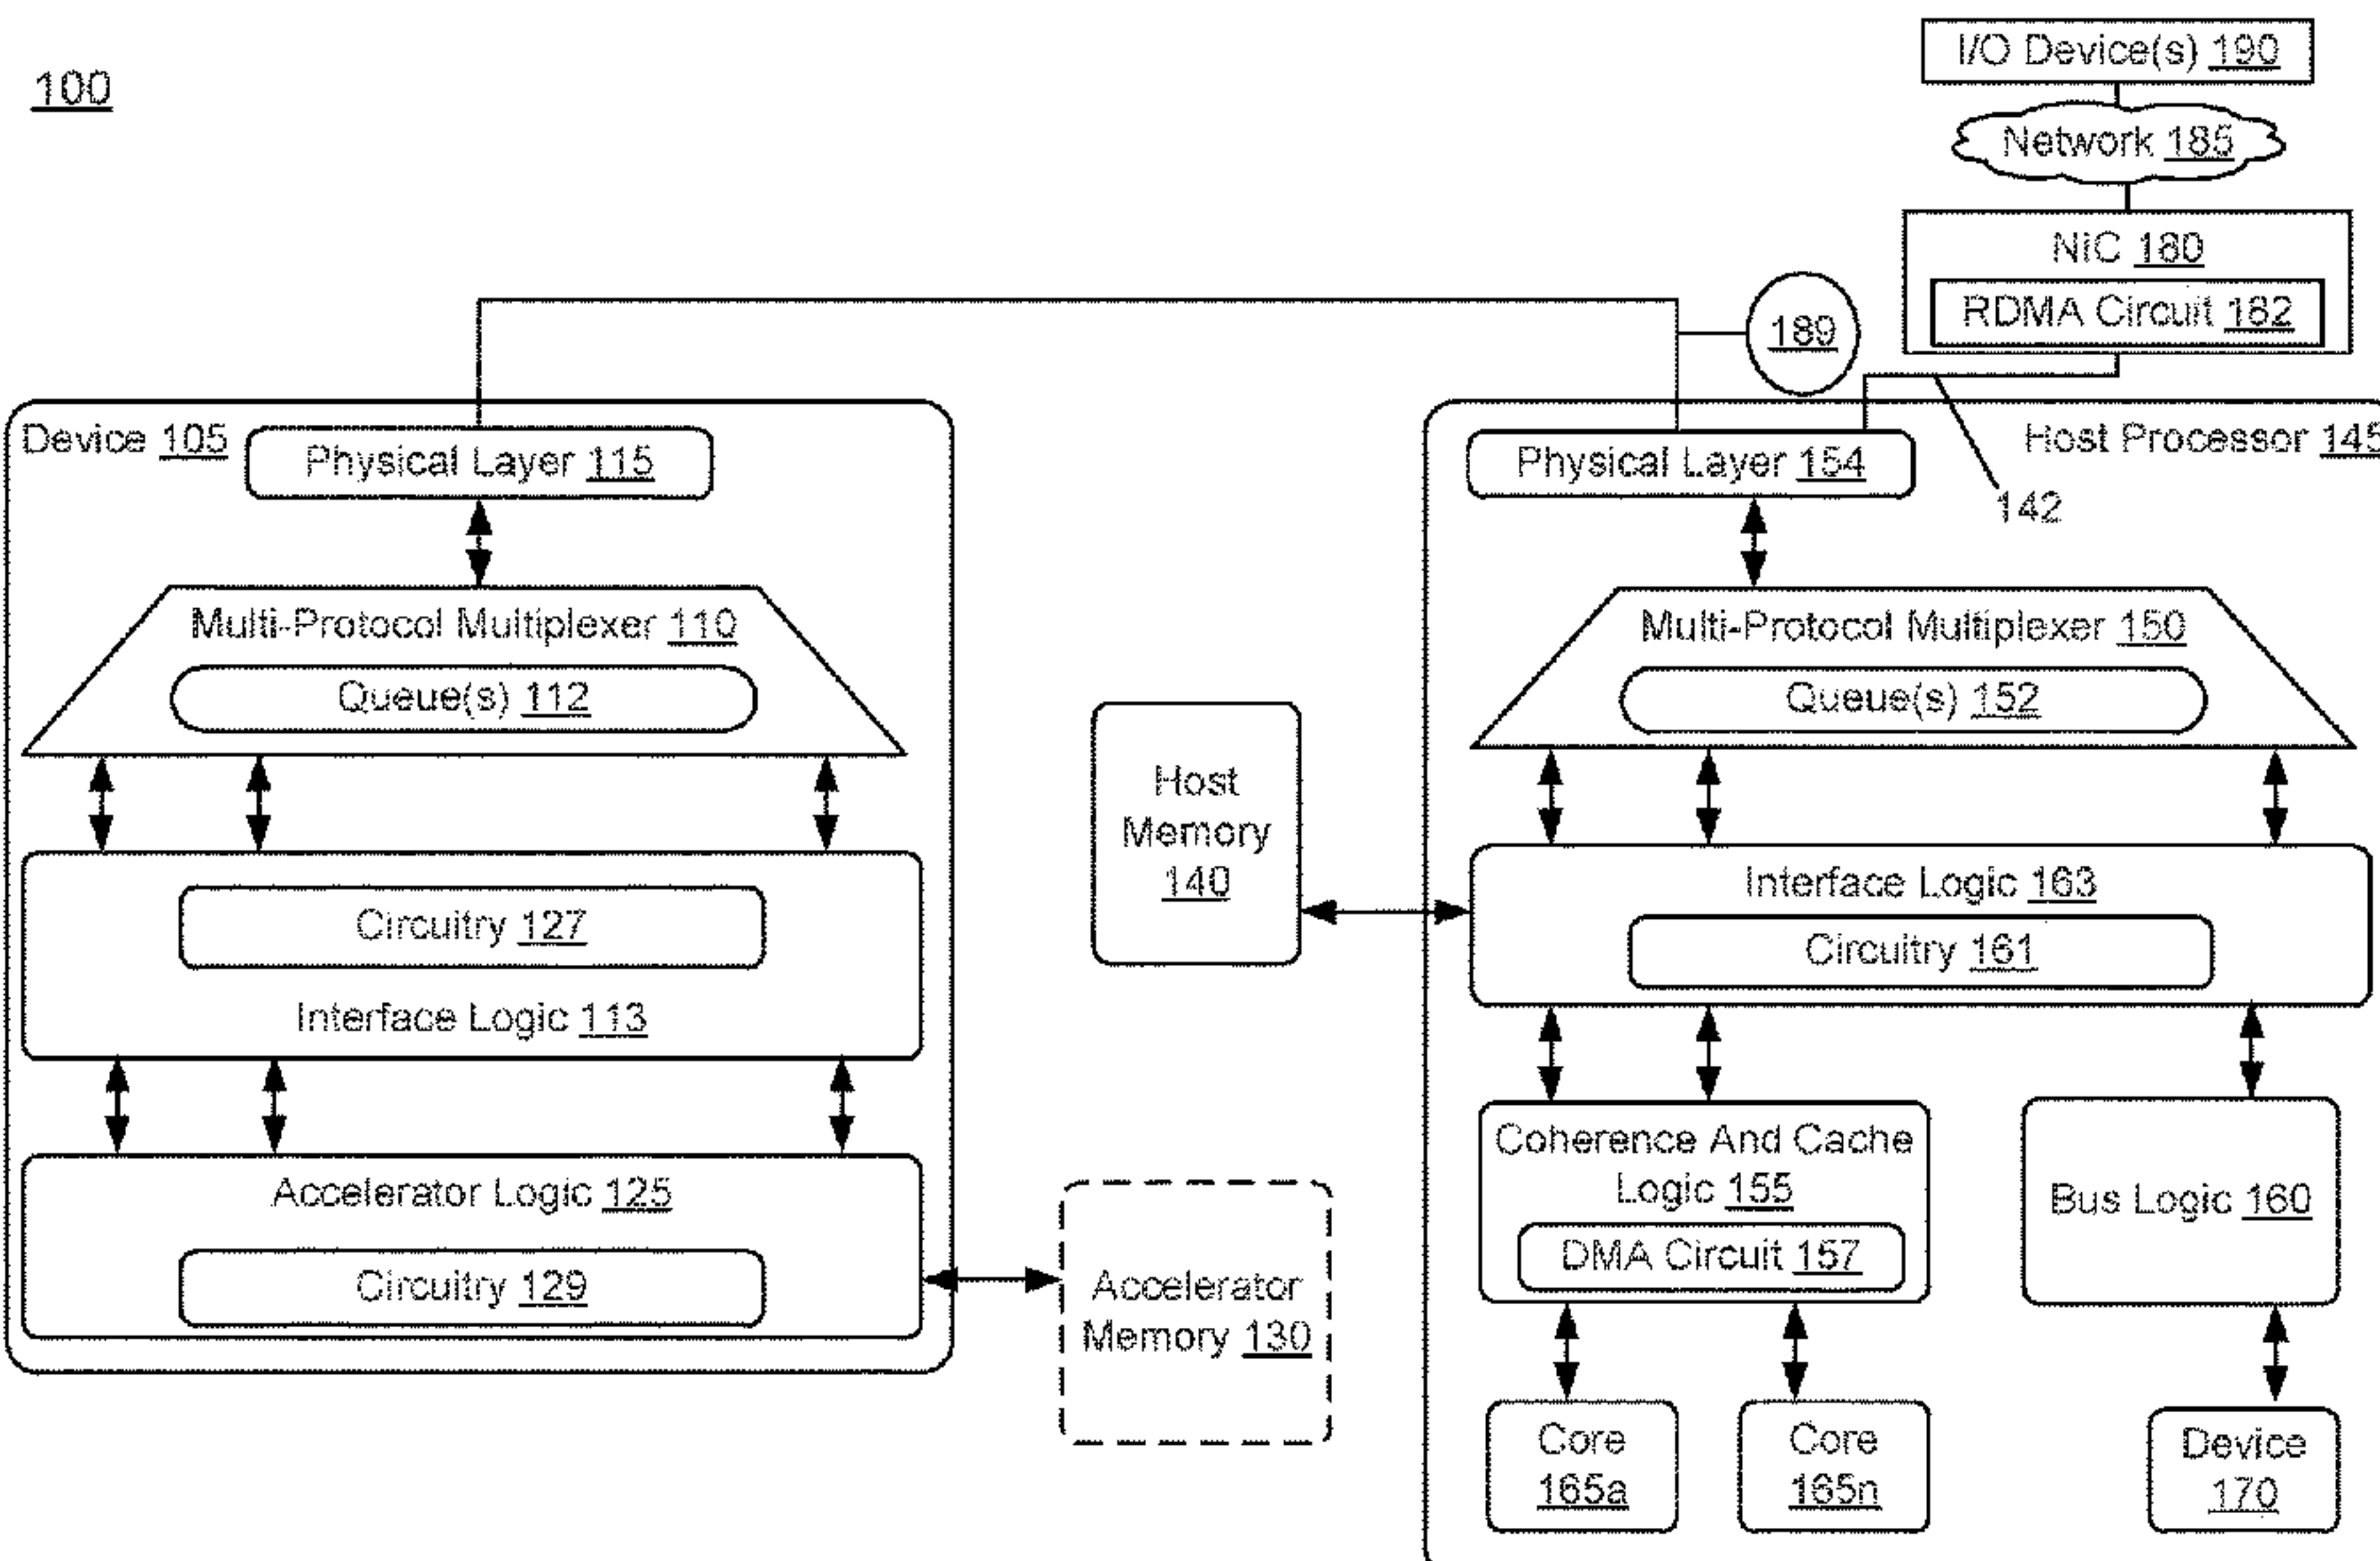 100
I/O Device(s) 190
Network 185
NIC 180
RDMA Circuit 182
189
142
Device 105
Physical Layer 115
Multi-Protocol Multiplexer 110
Queue(s) 112
Circuitry 127
Interface Logic 113
Accelerator Logic 125
Circuitry 129
Accelerator
Memory 130
Host
Memory
140
Host Processor 145
Physical Layer 154
Multi-Protocol Multiplexer 150
Queue(s) 152
Interface Logic 163
Circuitry 161
Coherence And Cache
Logic 155
DMA Circuit 157
Bus Logic 160
Core
165a
Core
165n
Device
170